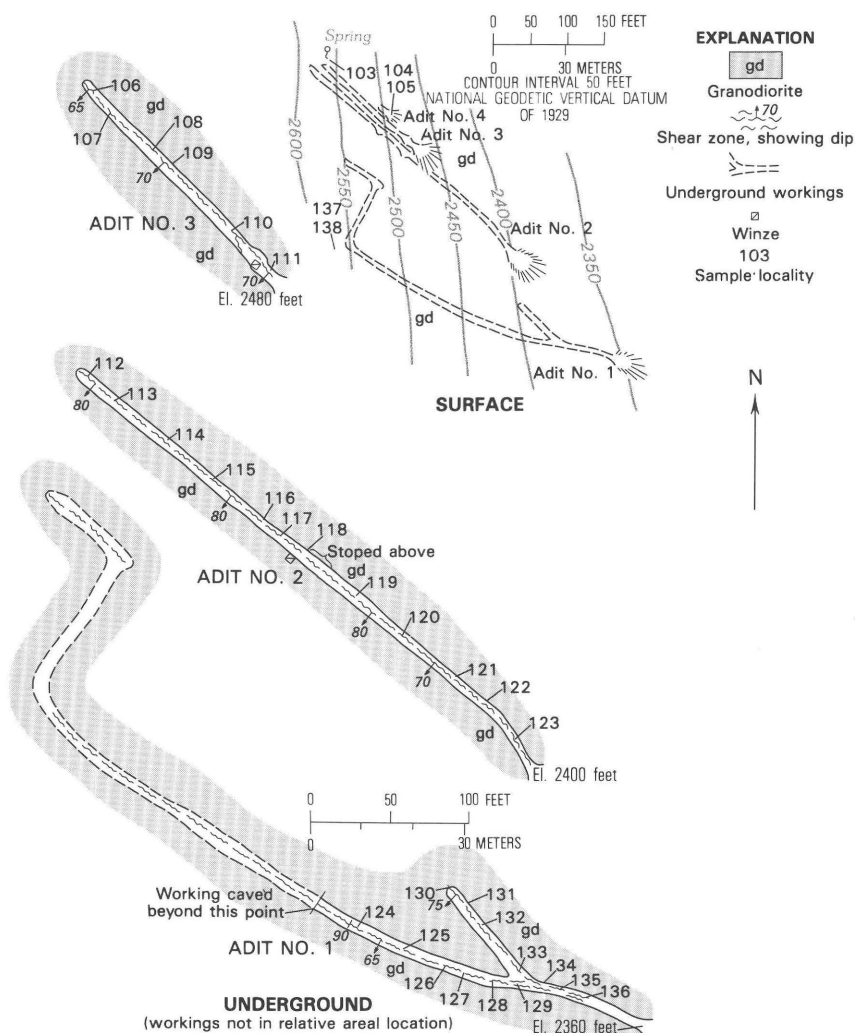 0 50 100 150 FEET
0 30 METERS
CONTOUR INTERVAL 50 FEET
NATIONAL GEODETIC VERTICAL DATUM
OF 1929
Spring
103
104
105
Adit No. 4
Adit No. 3
gd
2600
2550
2500
2450
2400
2350
137
138
Adit No. 2
gd
Adit No. 1
SURFACE
EXPLANATION
gd
Granodiorite
70
Shear zone, showing dip
Underground workings
Winze
103
Sample locality
N
106
65
gd
107
108
109
70
ADIT NO. 3
110
gd
111
70
El. 2480 feet
112
80
113
114
115
gd
80
116
117
118
Stoped above
gd
ADIT NO. 2
119
80
120
70
121
122
gd
123
El. 2400 feet
0 50 100 FEET
0 30 METERS
Working caved
beyond this point
ADIT NO. 1
124
90
65
125
gd
126
127
128
129
130
75
131
132
gd
133
134
135
136
El. 2360 feet
UNDERGROUND
(workings not in relative areal location)